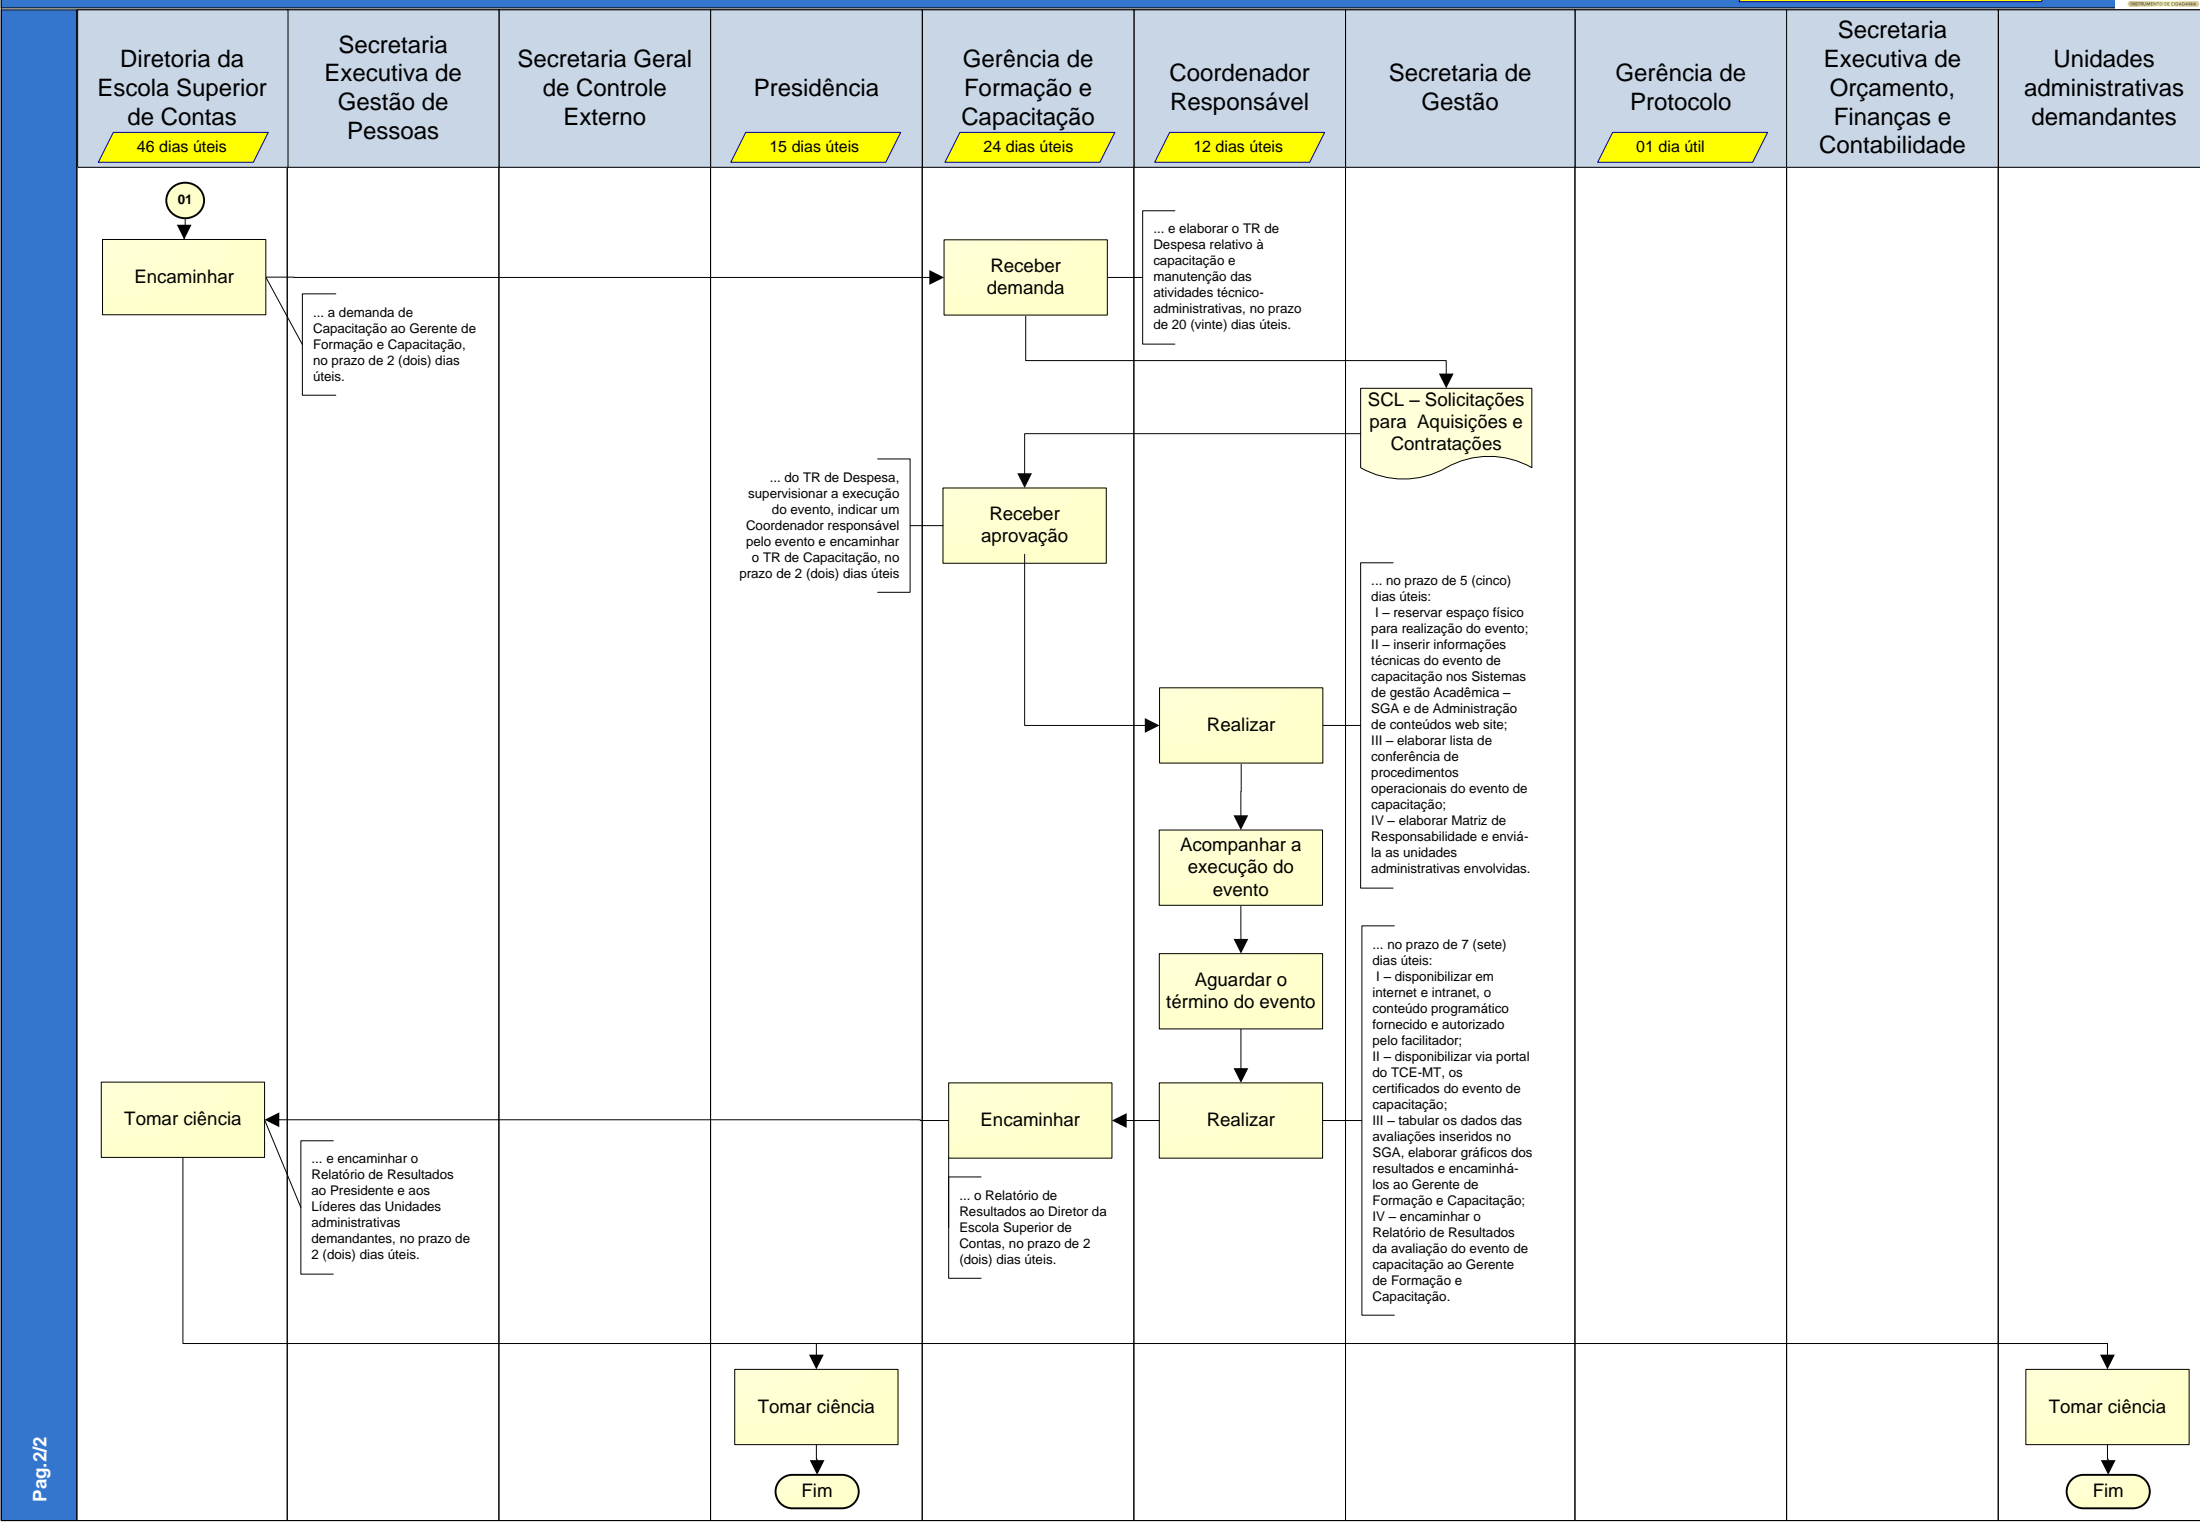 INSTRUMENTO DE CIDADANIA
Diretoria da
Escola Superior
de Contas
46 dias úteis
Secretaria
Executiva de
Gestão de
Pessoas
Secretaria Geral
de Controle
Externo
Presidência
15 dias úteis
Gerência de
Formação e
Capacitação
24 dias úteis
Coordenador
Responsável
12 dias úteis
Secretaria de
Gestão
Gerência de
Protocolo
01 dia útil
Secretaria
Executiva de
Orçamento,
Finanças e
Contabilidade
Unidades
administrativas
demandantes
01
Encaminhar
... a demanda de
Capacitação ao Gerente de
Formação e Capacitação,
no prazo de 2 (dois) dias
úteis.
Receber
demanda
... e elaborar o TR de
Despesa relativo à
capacitação e
manutenção das
atividades técnico-
administrativas, no prazo
de 20 (vinte) dias úteis.
SCL – Solicitações
para Aquisições e
Contratações
... do TR de Despesa,
supervisionar a execução
do evento, indicar um
Coordenador responsável
pelo evento e encaminhar
o TR de Capacitação, no
prazo de 2 (dois) dias úteis
Receber
aprovação
Realizar
... no prazo de 5 (cinco)
dias úteis:
I – reservar espaço físico
para realização do evento;
II – inserir informações
técnicas do evento de
capacitação nos Sistemas
de gestão Acadêmica –
SGA e de Administração
de conteúdos web site;
III – elaborar lista de
conferência de
procedimentos
operacionais do evento de
capacitação;
IV – elaborar Matriz de
Responsabilidade e enviá-
la as unidades
administrativas envolvidas.
Acompanhar a
execução do
evento
Aguardar o
término do evento
Realizar
... no prazo de 7 (sete)
dias úteis:
I – disponibilizar em
internet e intranet, o
conteúdo programático
fornecido e autorizado
pelo facilitador;
II – disponibilizar via portal
do TCE-MT, os
certificados do evento de
capacitação;
III – tabular os dados das
avaliações inseridos no
SGA, elaborar gráficos dos
resultados e encaminhá-
los ao Gerente de
Formação e Capacitação;
IV – encaminhar o
Relatório de Resultados
da avaliação do evento de
capacitação ao Gerente
de Formação e
Capacitação.
Encaminhar
... o Relatório de
Resultados ao Diretor da
Escola Superior de
Contas, no prazo de 2
(dois) dias úteis.
Tomar ciência
... e encaminhar o
Relatório de Resultados
ao Presidente e aos
Líderes das Unidades
administrativas
demandantes, no prazo de
2 (dois) dias úteis.
Tomar ciência
Fim
Tomar ciência
Fim
Pag.2/2